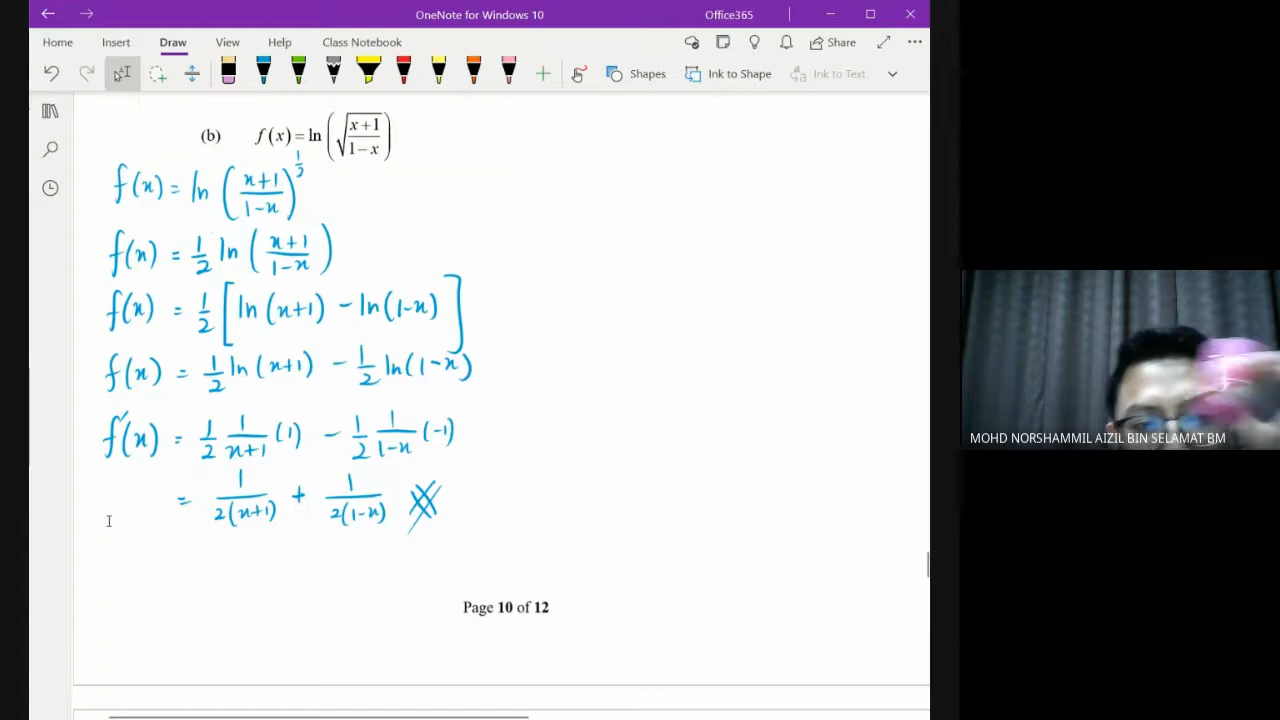 OneNote for Windows 10
Office365
Home Insert Draw View Help Class Notebook
Share
Shapes Ink to Shape Ink to Text
(b) f(x) = ln(√((x+1)/(1−x)))
f(x) = ln((x+1)/(1−x))^(1/2)
f(x) = 1/2 ln((x+1)/(1−x))
f(x) = 1/2 [ln(x+1) − ln(1−x)]
f(x) = 1/2 ln(x+1) − 1/2 ln(1−x)
f'(x) = 1/2 1/(x+1) (1) − 1/2 1/(1−x) (−1)
= 1/(2(x+1)) + 1/(2(1−x))
Page 10 of 12
MOHD NORSHAMMIL AIZIL BIN SELAMAT BM